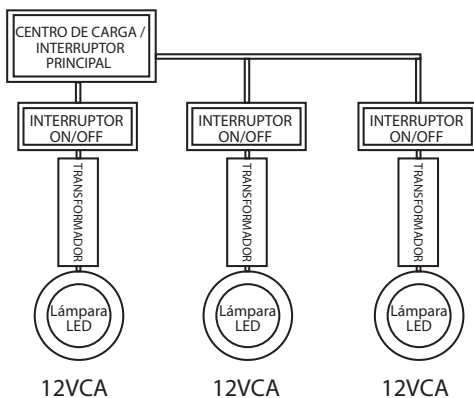 CENTRO DE CARGA /
INTERRUPTOR
PRINCIPAL
INTERRUPTOR
ON/OFF
INTERRUPTOR
ON/OFF
INTERRUPTOR
ON/OFF
TRANSFORMADOR
TRANSFORMADOR
TRANSFORMADOR
Lámpara
LED
Lámpara
LED
Lámpara
LED
12VCA
12VCA
12VCA